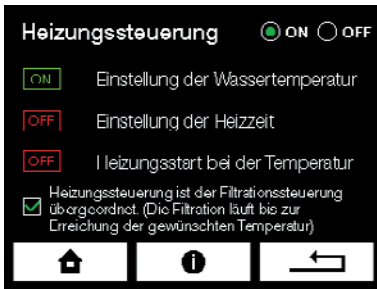 Heizungssteuerung ON OFF
ON Einstellung der Wassertemperatur
OFF Einstellung der Heizzeit
OFF Heizungsstart bei der Temperatur
Heizungssteuerung ist der Filtrationssteuerung
übergeordnet. (Die Filtration läuft bis zur
Erreichung der gewünschten Temperatur)